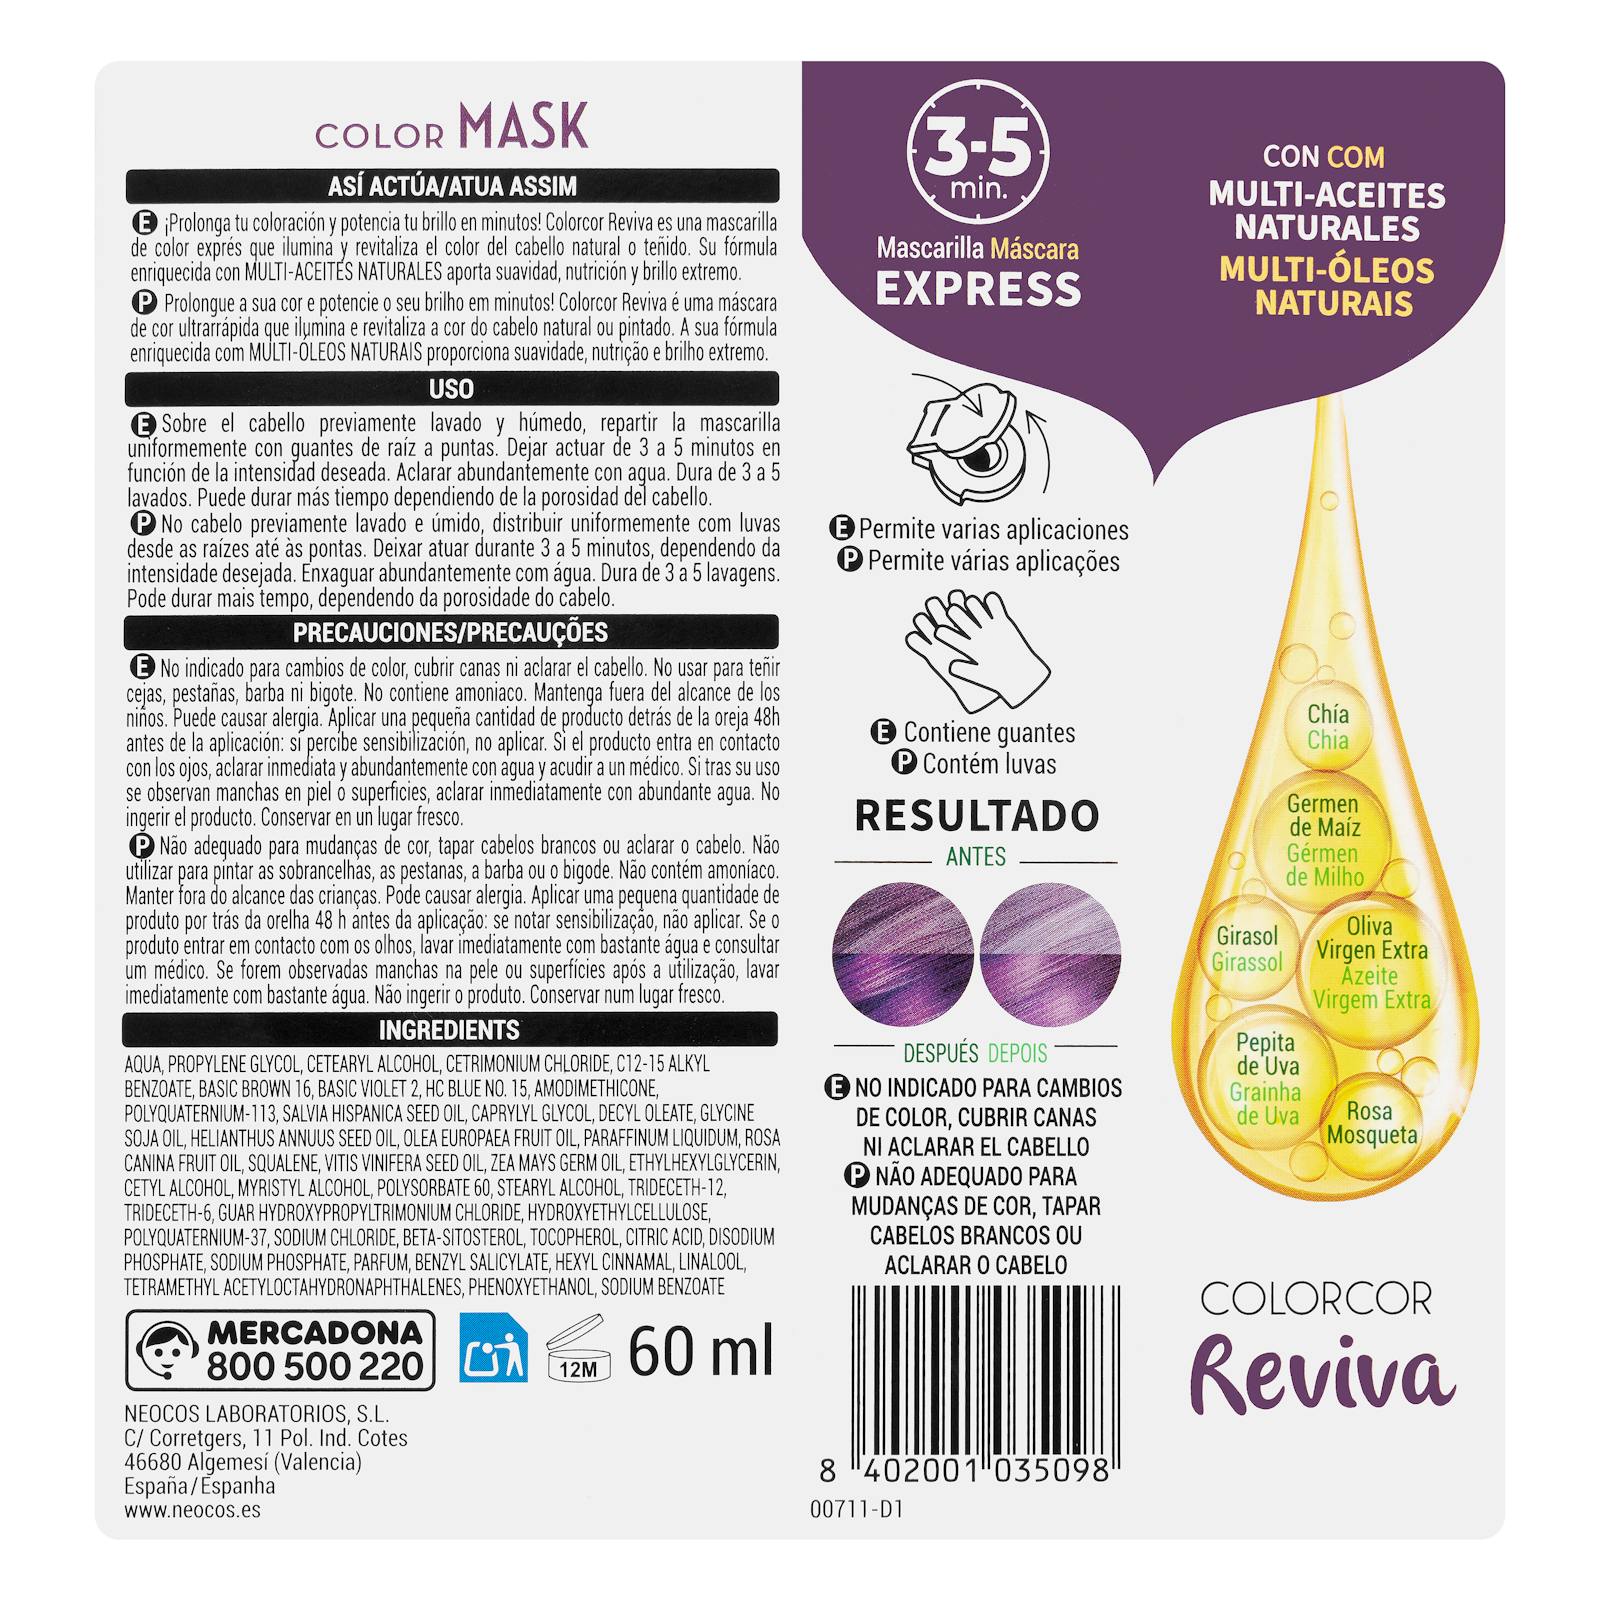 COLOR MASK
ASÍ ACTÚA/ATUA ASSIM
E ¡Prolonga tu coloración y potencia tu brillo en minutos! Colorcor Reviva es una mascarilla
de color exprés que ilumina y revitaliza el color del cabello natural o teñido. Su fórmula
enriquecida con MULTI-ACEITES NATURALES aporta suavidad, nutrición y brillo extremo.
P Prolongue a sua cor e potencie o seu brilho em minutos! Colorcor Reviva é uma máscara
de cor ultrarrápida que ilumina e revitaliza a cor do cabelo natural ou pintado. A sua fórmula
enriquecida com MULTI-ÓLEOS NATURAIS proporciona suavidade, nutrição e brilho extremo.
USO
E Sobre el cabello previamente lavado y húmedo, repartir la mascarilla
uniformemente con guantes de raíz a puntas. Dejar actuar de 3 a 5 minutos en
función de la intensidad deseada. Aclarar abundantemente con agua. Dura de 3 a 5
lavados. Puede durar más tiempo dependiendo de la porosidad del cabello.
P No cabelo previamente lavado e úmido, distribuir uniformemente com luvas
desde as raízes até às pontas. Deixar atuar durante 3 a 5 minutos, dependendo da
intensidade desejada. Enxaguar abundantemente com água. Dura de 3 a 5 lavagens.
Pode durar mais tempo, dependendo da porosidade do cabelo.
PRECAUCIONES/PRECAUÇÕES
E No indicado para cambios de color, cubrir canas ni aclarar el cabello. No usar para teñir
cejas, pestañas, barba ni bigote. No contiene amoniaco. Mantenga fuera del alcance de los
niños. Puede causar alergia. Aplicar una pequeña cantidad de producto detrás de la oreja 48h
antes de la aplicación: si percibe sensibilización, no aplicar. Si el producto entra en contacto
con los ojos, aclarar inmediata y abundantemente con agua y acudir a un médico. Si tras su uso
se observan manchas en piel o superficies, aclarar inmediatamente con abundante agua. No
ingerir el producto. Conservar en un lugar fresco.
P Não adequado para mudanças de cor, tapar cabelos brancos ou aclarar o cabelo. Não
utilizar para pintar as sobrancelhas, as pestanas, a barba ou o bigode. Não contém amoníaco.
Manter fora do alcance das crianças. Pode causar alergia. Aplicar uma pequena quantidade de
produto por trás da orelha 48 h antes da aplicação: se notar sensibilização, não aplicar. Se o
produto entrar em contacto com os olhos, lavar imediatamente com bastante água e consultar
um médico. Se forem observadas manchas na pele ou superfícies após a utilização, lavar
imediatamente com bastante água. Não ingerir o produto. Conservar num lugar fresco.
INGREDIENTS
AQUA, PROPYLENE GLYCOL, CETEARYL ALCOHOL, CETRIMONIUM CHLORIDE, C12-15 ALKYL
BENZOATE, BASIC BROWN 16, BASIC VIOLET 2, HC BLUE NO. 15, AMODIMETHICONE,
POLYQUATERNIUM-113, SALVIA HISPANICA SEED OIL, CAPRYLYL GLYCOL, DECYL OLEATE, GLYCINE
SOJA OIL, HELIANTHUS ANNUUS SEED OIL, OLEA EUROPAEA FRUIT OIL, PARAFFINUM LIQUIDUM, ROSA
CANINA FRUIT OIL, SQUALENE, VITIS VINIFERA SEED OIL, ZEA MAYS GERM OIL, ETHYLHEXYLGLYCERIN,
CETYL ALCOHOL, MYRISTYL ALCOHOL, POLYSORBATE 60, STEARYL ALCOHOL, TRIDECETH-12,
TRIDECETH-6, GUAR HYDROXYPROPYLTRIMONIUM CHLORIDE, HYDROXYETHYLCELLULOSE,
POLYQUATERNIUM-37, SODIUM CHLORIDE, BETA-SITOSTEROL, TOCOPHEROL, CITRIC ACID, DISODIUM
PHOSPHATE, SODIUM PHOSPHATE, PARFUM, BENZYL SALICYLATE, HEXYL CINNAMAL, LINALOOL,
TETRAMETHYL ACETYLOCTAHYDRONAPHTHALENES, PHENOXYETHANOL, SODIUM BENZOATE
MERCADONA
800 500 220
12M
60 ml
NEOCOS LABORATORIOS, S.L.
C/ Corretgers, 11 Pol. Ind. Cotes
46680 Algemesí (Valencia)
España/Espanha
www.neocos.es
3-5
min.
Mascarilla Máscara
EXPRESS
E Permite varias aplicaciones
P Permite várias aplicações
E Contiene guantes
P Contém luvas
RESULTADO
ANTES
DESPUÉS DEPOIS
E NO INDICADO PARA CAMBIOS
DE COLOR, CUBRIR CANAS
NI ACLARAR EL CABELLO
P NÃO ADEQUADO PARA
MUDANÇAS DE COR, TAPAR
CABELOS BRANCOS OU
ACLARAR O CABELO
8 402001 035098
00711-D1
CON COM
MULTI-ACEITES
NATURALES
MULTI-ÓLEOS
NATURAIS
Chía
Chia
Germen
de Maíz
Gérmen
de Milho
Girasol
Girassol
Oliva
Virgen Extra
Azeite
Virgem Extra
Pepita
de Uva
Grainha
de Uva
Rosa
Mosqueta
COLORCOR
Reviva